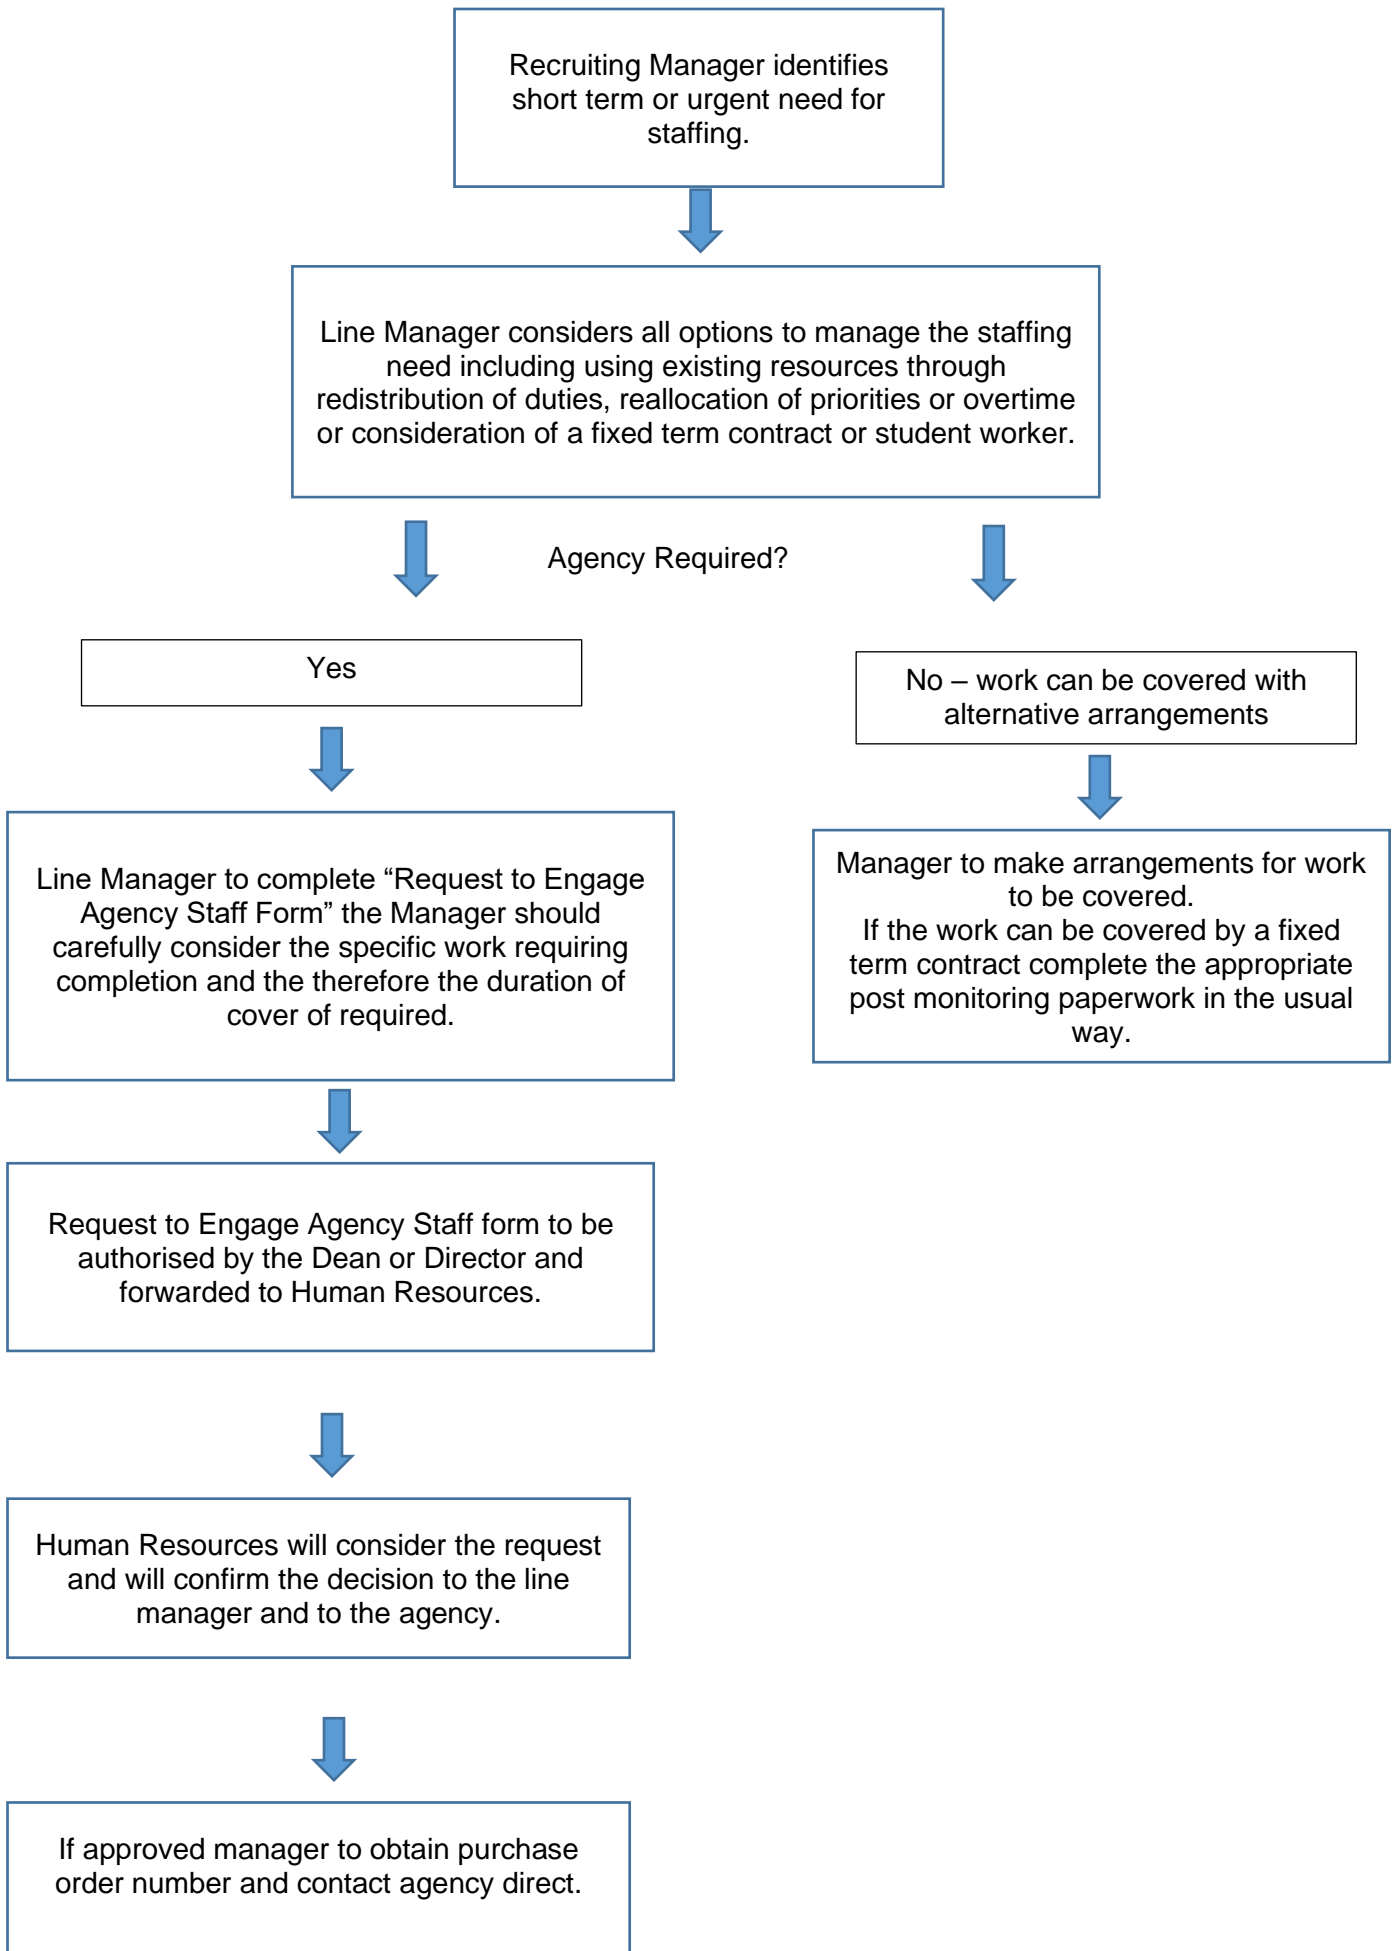 Recruiting Manager identifies
short term or urgent need for
staffing.
Line Manager considers all options to manage the staffing
need including using existing resources through
redistribution of duties, reallocation of priorities or overtime
or consideration of a fixed term contract or student worker.
Agency Required?
Yes
No – work can be covered with
alternative arrangements
Line Manager to complete “Request to Engage
Agency Staff Form” the Manager should
carefully consider the specific work requiring
completion and the therefore the duration of
cover of required.
Manager to make arrangements for work
to be covered.
If the work can be covered by a fixed
term contract complete the appropriate
post monitoring paperwork in the usual
way.
Request to Engage Agency Staff form to be
authorised by the Dean or Director and
forwarded to Human Resources.
Human Resources will consider the request
and will confirm the decision to the line
manager and to the agency.
If approved manager to obtain purchase
order number and contact agency direct.